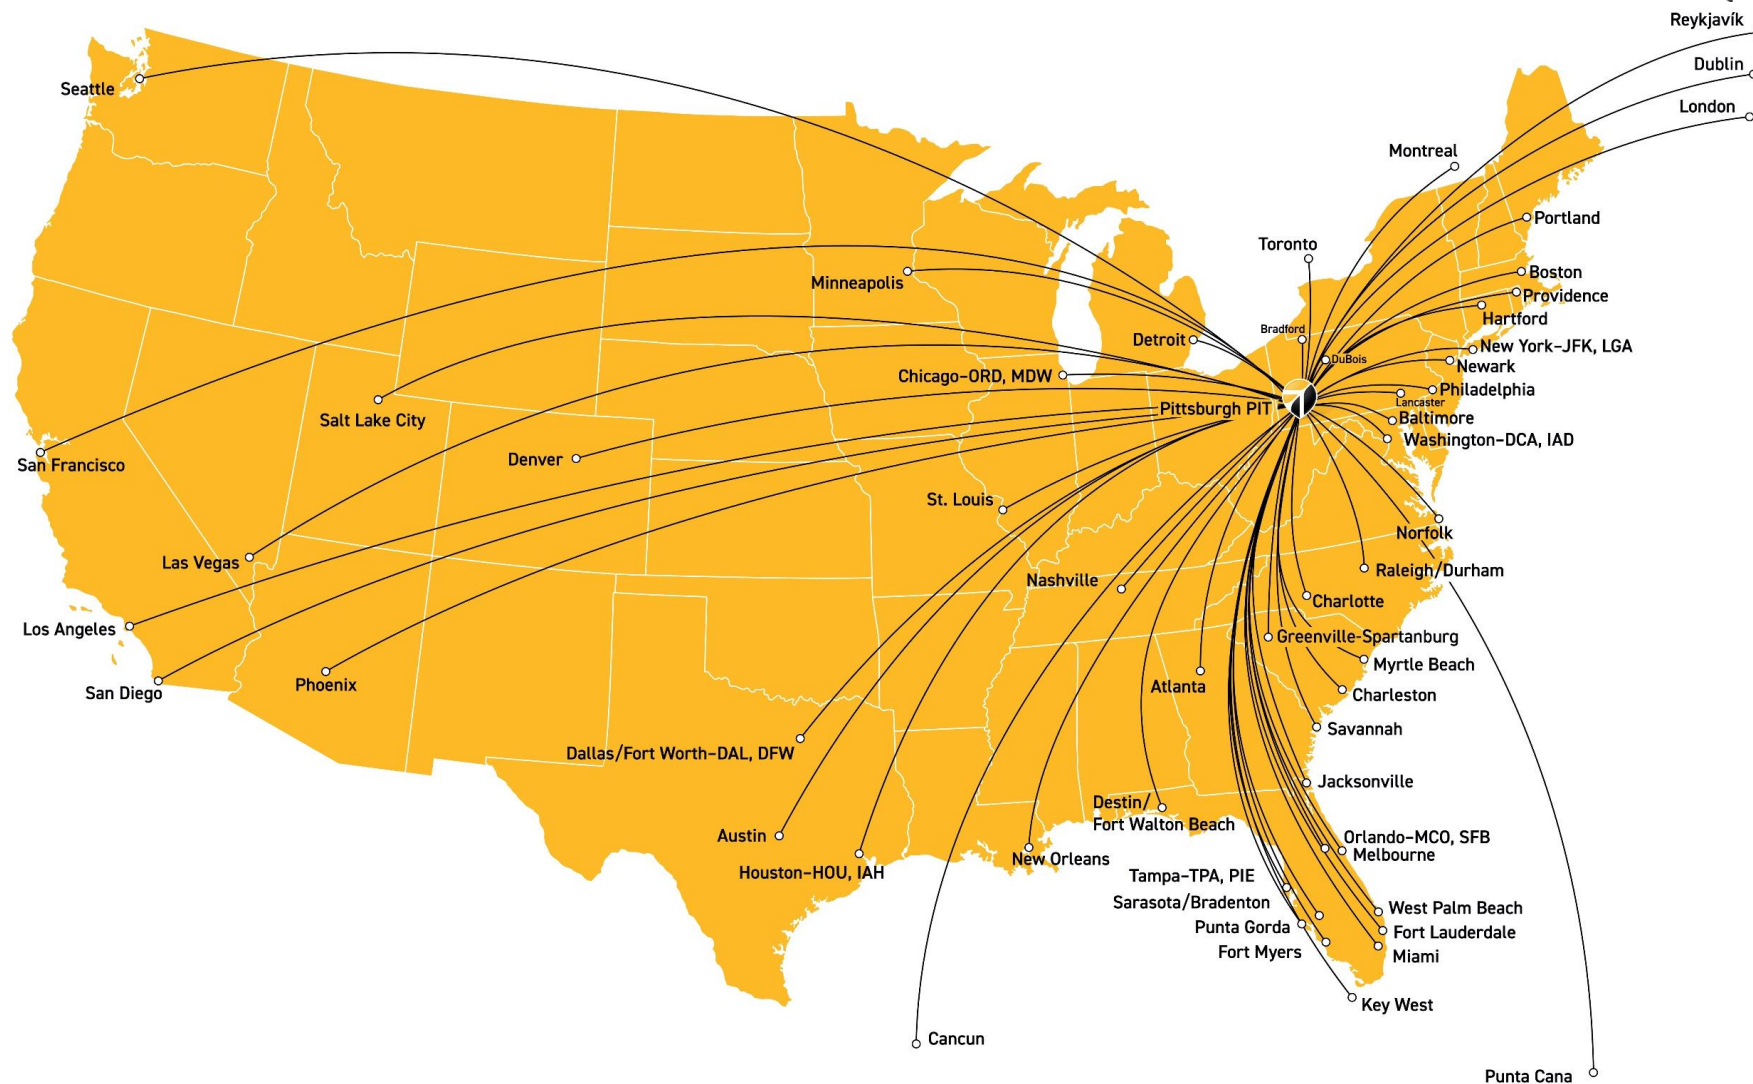 Reykjavík
Dublin
Seattle
London
Montreal
Portland
Toronto
Boston
Minneapolis
Providence
Hartford
Bradford
Detroit
New York–JFK, LGA
DuBois
Newark
Chicago–ORD, MDW
Philadelphia
Lancaster
Pittsburgh PIT
Baltimore
Salt Lake City
Washington–DCA, IAD
San Francisco
Denver
St. Louis
Norfolk
Las Vegas
Raleigh/Durham
Nashville
Charlotte
Los Angeles
Greenville-Spartanburg
Myrtle Beach
Phoenix
Atlanta
San Diego
Charleston
Savannah
Dallas/Fort Worth–DAL, DFW
Jacksonville
Destin/
Fort Walton Beach
Austin
Orlando–MCO, SFB
Melbourne
New Orleans
Houston–HOU, IAH
Tampa–TPA, PIE
Sarasota/Bradenton
West Palm Beach
Punta Gorda
Fort Lauderdale
Fort Myers
Miami
Key West
Cancun
Punta Cana